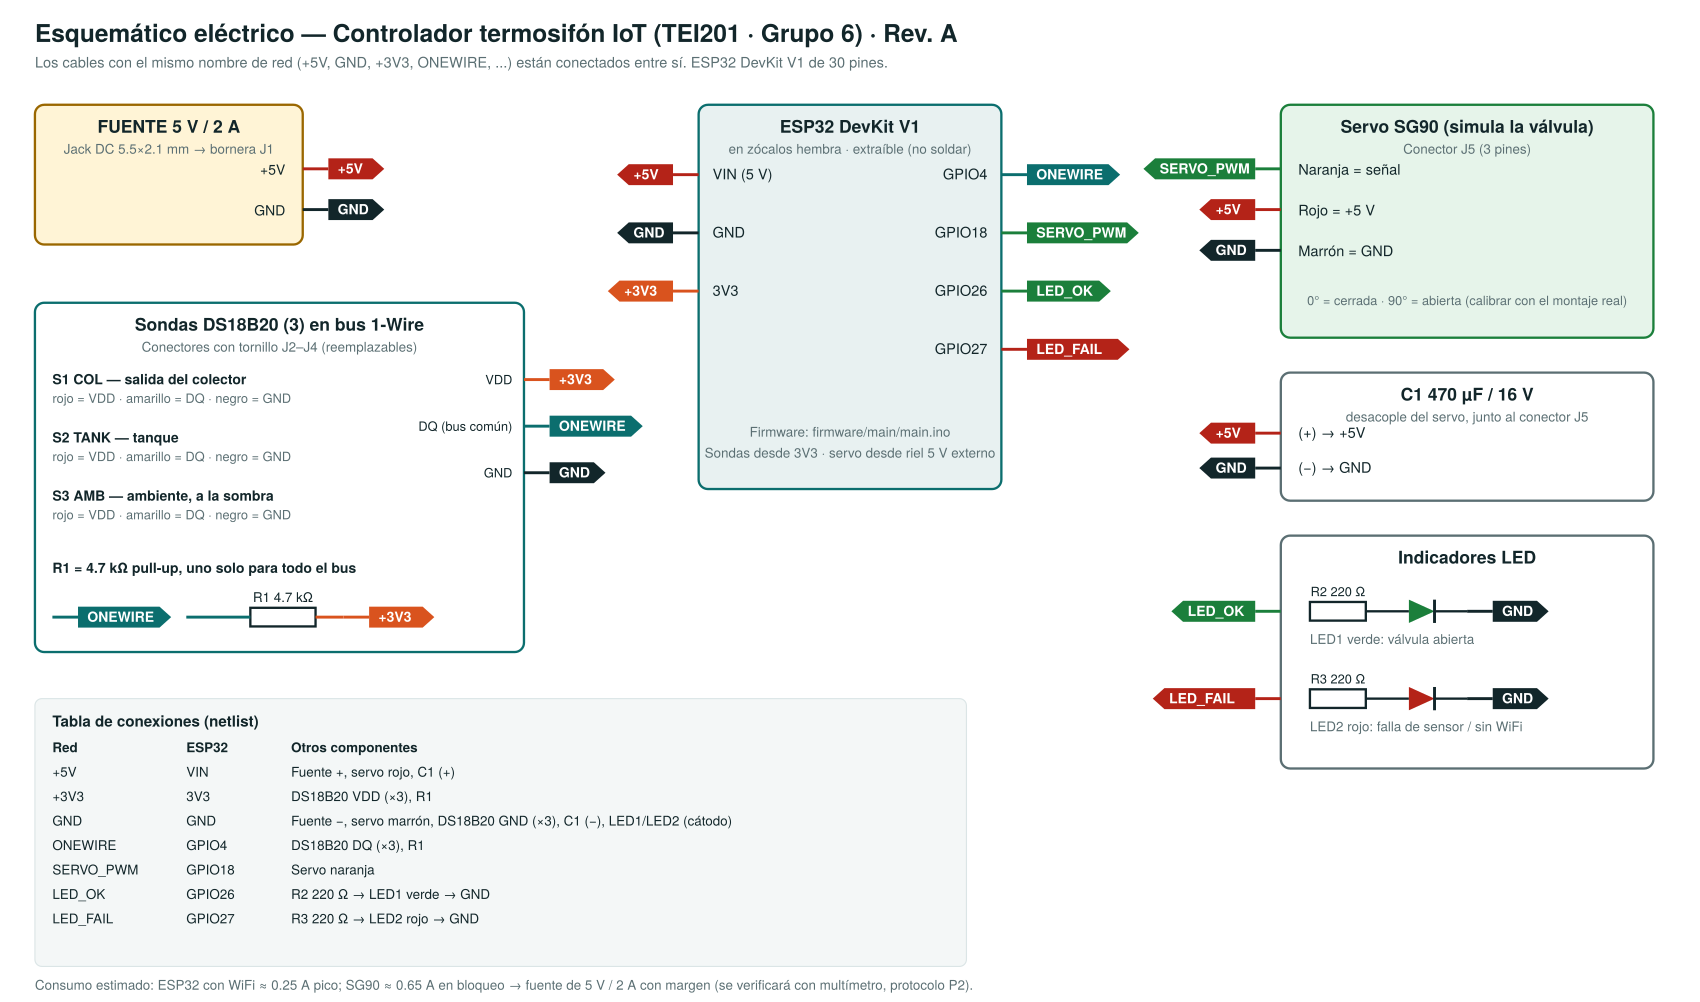 Esquemático eléctrico — Controlador termosifón IoT (TEI201 · Grupo 6) · Rev. A
Los cables con el mismo nombre de red (+5V, GND, +3V3, ONEWIRE, ...) están conectados entre sí. ESP32 DevKit V1 de 30 pines.
FUENTE 5 V / 2 A
Jack DC 5.5×2.1 mm → bornera J1
+5V
+5V
GND
GND
Sondas DS18B20 (3) en bus 1-Wire
Conectores con tornillo J2–J4 (reemplazables)
S1 COL — salida del colector
rojo = VDD · amarillo = DQ · negro = GND
S2 TANK — tanque
rojo = VDD · amarillo = DQ · negro = GND
S3 AMB — ambiente, a la sombra
rojo = VDD · amarillo = DQ · negro = GND
VDD
+3V3
DQ (bus común)
ONEWIRE
GND
GND
R1 = 4.7 kΩ pull-up, uno solo para todo el bus
R1 4.7 kΩ
ONEWIRE
+3V3
ESP32 DevKit V1
en zócalos hembra · extraíble (no soldar)
+5V
VIN (5 V)
GPIO4
ONEWIRE
GND
GND
GPIO18
SERVO_PWM
+3V3
3V3
GPIO26
LED_OK
GPIO27
LED_FAIL
Firmware: firmware/main/main.ino
Sondas desde 3V3 · servo desde riel 5 V externo
Servo SG90 (simula la válvula)
Conector J5 (3 pines)
SERVO_PWM
Naranja = señal
+5V
Rojo = +5 V
GND
Marrón = GND
0° = cerrada · 90° = abierta (calibrar con el montaje real)
C1 470 µF / 16 V
desacople del servo, junto al conector J5
+5V
(+) → +5V
GND
(−) → GND
Indicadores LED
R2 220 Ω
LED_OK
GND
LED1 verde: válvula abierta
R3 220 Ω
LED_FAIL
GND
LED2 rojo: falla de sensor / sin WiFi
Tabla de conexiones (netlist)
Red ESP32 Otros componentes
+5V VIN Fuente +, servo rojo, C1 (+)
+3V3 3V3 DS18B20 VDD (×3), R1
GND GND Fuente −, servo marrón, DS18B20 GND (×3), C1 (−), LED1/LED2 (cátodo)
ONEWIRE GPIO4 DS18B20 DQ (×3), R1
SERVO_PWM GPIO18 Servo naranja
LED_OK GPIO26 R2 220 Ω → LED1 verde → GND
LED_FAIL GPIO27 R3 220 Ω → LED2 rojo → GND
Consumo estimado: ESP32 con WiFi ≈ 0.25 A pico; SG90 ≈ 0.65 A en bloqueo → fuente de 5 V / 2 A con margen (se verificará con multímetro, protocolo P2).